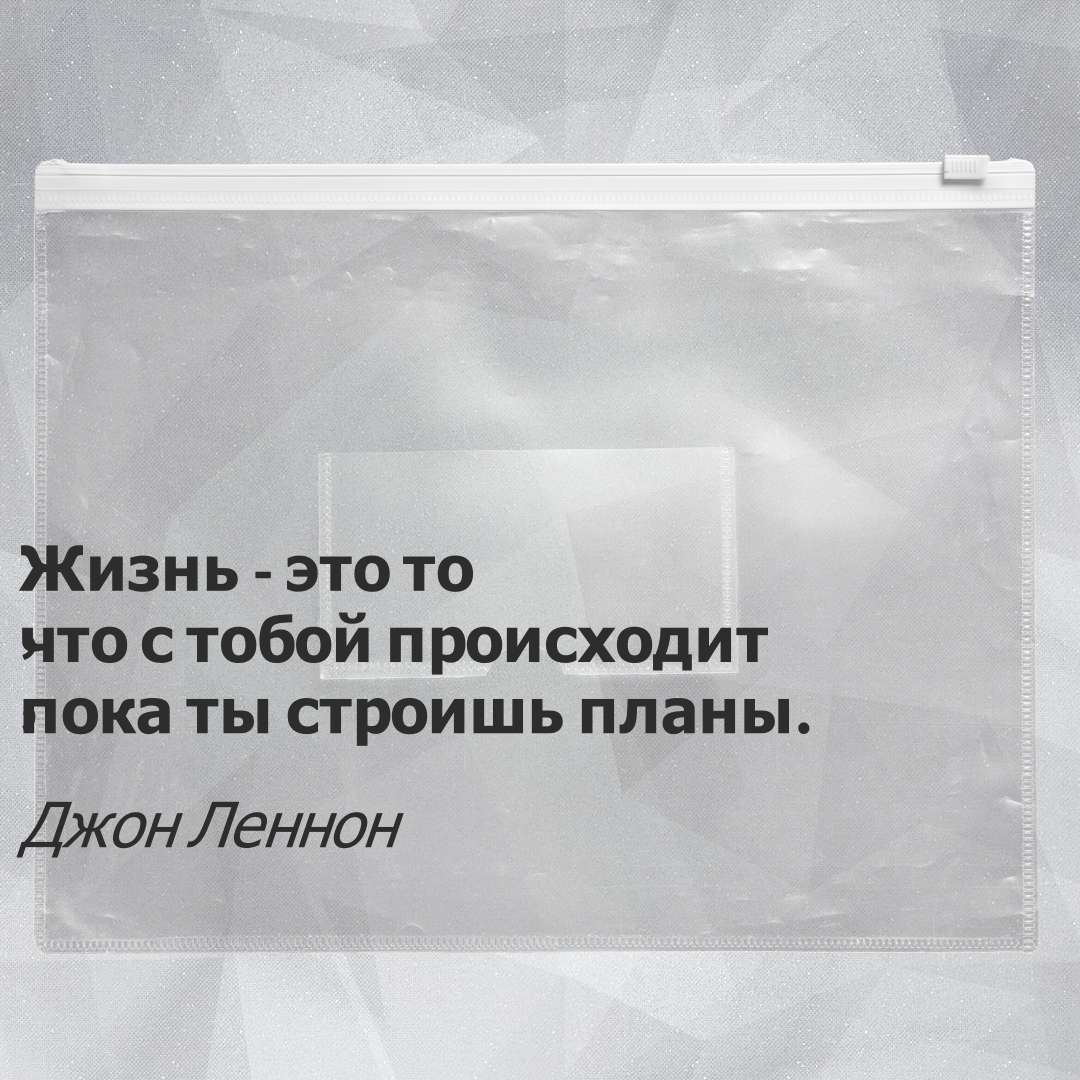 Жизнь - это то
что с тобой происходит
пока ты строишь планы.
Джон Леннон